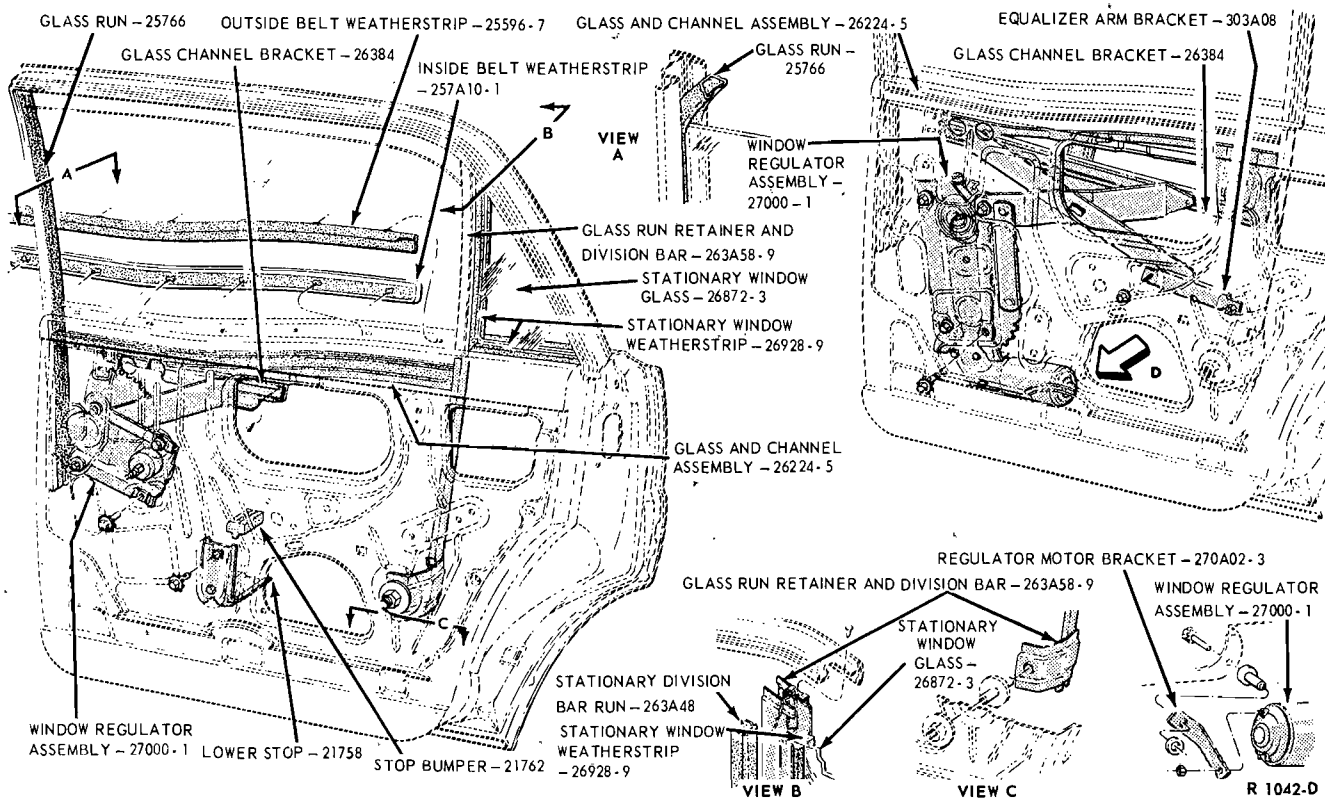 GLASS RUN - 25766
OUTSIDE BELT WEATHERSTRIP - 25596-7
GLASS AND CHANNEL ASSEMBLY - 26224-5
EQUALIZER ARM BRACKET - 303A08
GLASS CHANNEL BRACKET - 26384
INSIDE BELT WEATHERSTRIP
- 257A10-1
GLASS RUN -
25766
GLASS CHANNEL BRACKET - 26384
A
B
VIEW
A
WINDOW
REGULATOR
ASSEMBLY -
27000-1
GLASS RUN RETAINER AND
DIVISION BAR - 263A58-9
STATIONARY WINDOW
GLASS - 26872-3
STATIONARY WINDOW
WEATHERSTRIP - 26928-9
D
GLASS AND CHANNEL
ASSEMBLY - 26224-5
C
WINDOW REGULATOR
ASSEMBLY - 27000-1
LOWER STOP - 21758
STOP BUMPER - 21762
REGULATOR MOTOR BRACKET - 270A02-3
GLASS RUN RETAINER AND DIVISION BAR - 263A58-9
WINDOW REGULATOR
ASSEMBLY - 27000-1
STATIONARY
WINDOW
GLASS -
26872-3
STATIONARY DIVISION
BAR RUN - 263A48
STATIONARY WINDOW
WEATHERSTRIP
- 26928-9
VIEW B
VIEW C
R 1042-D